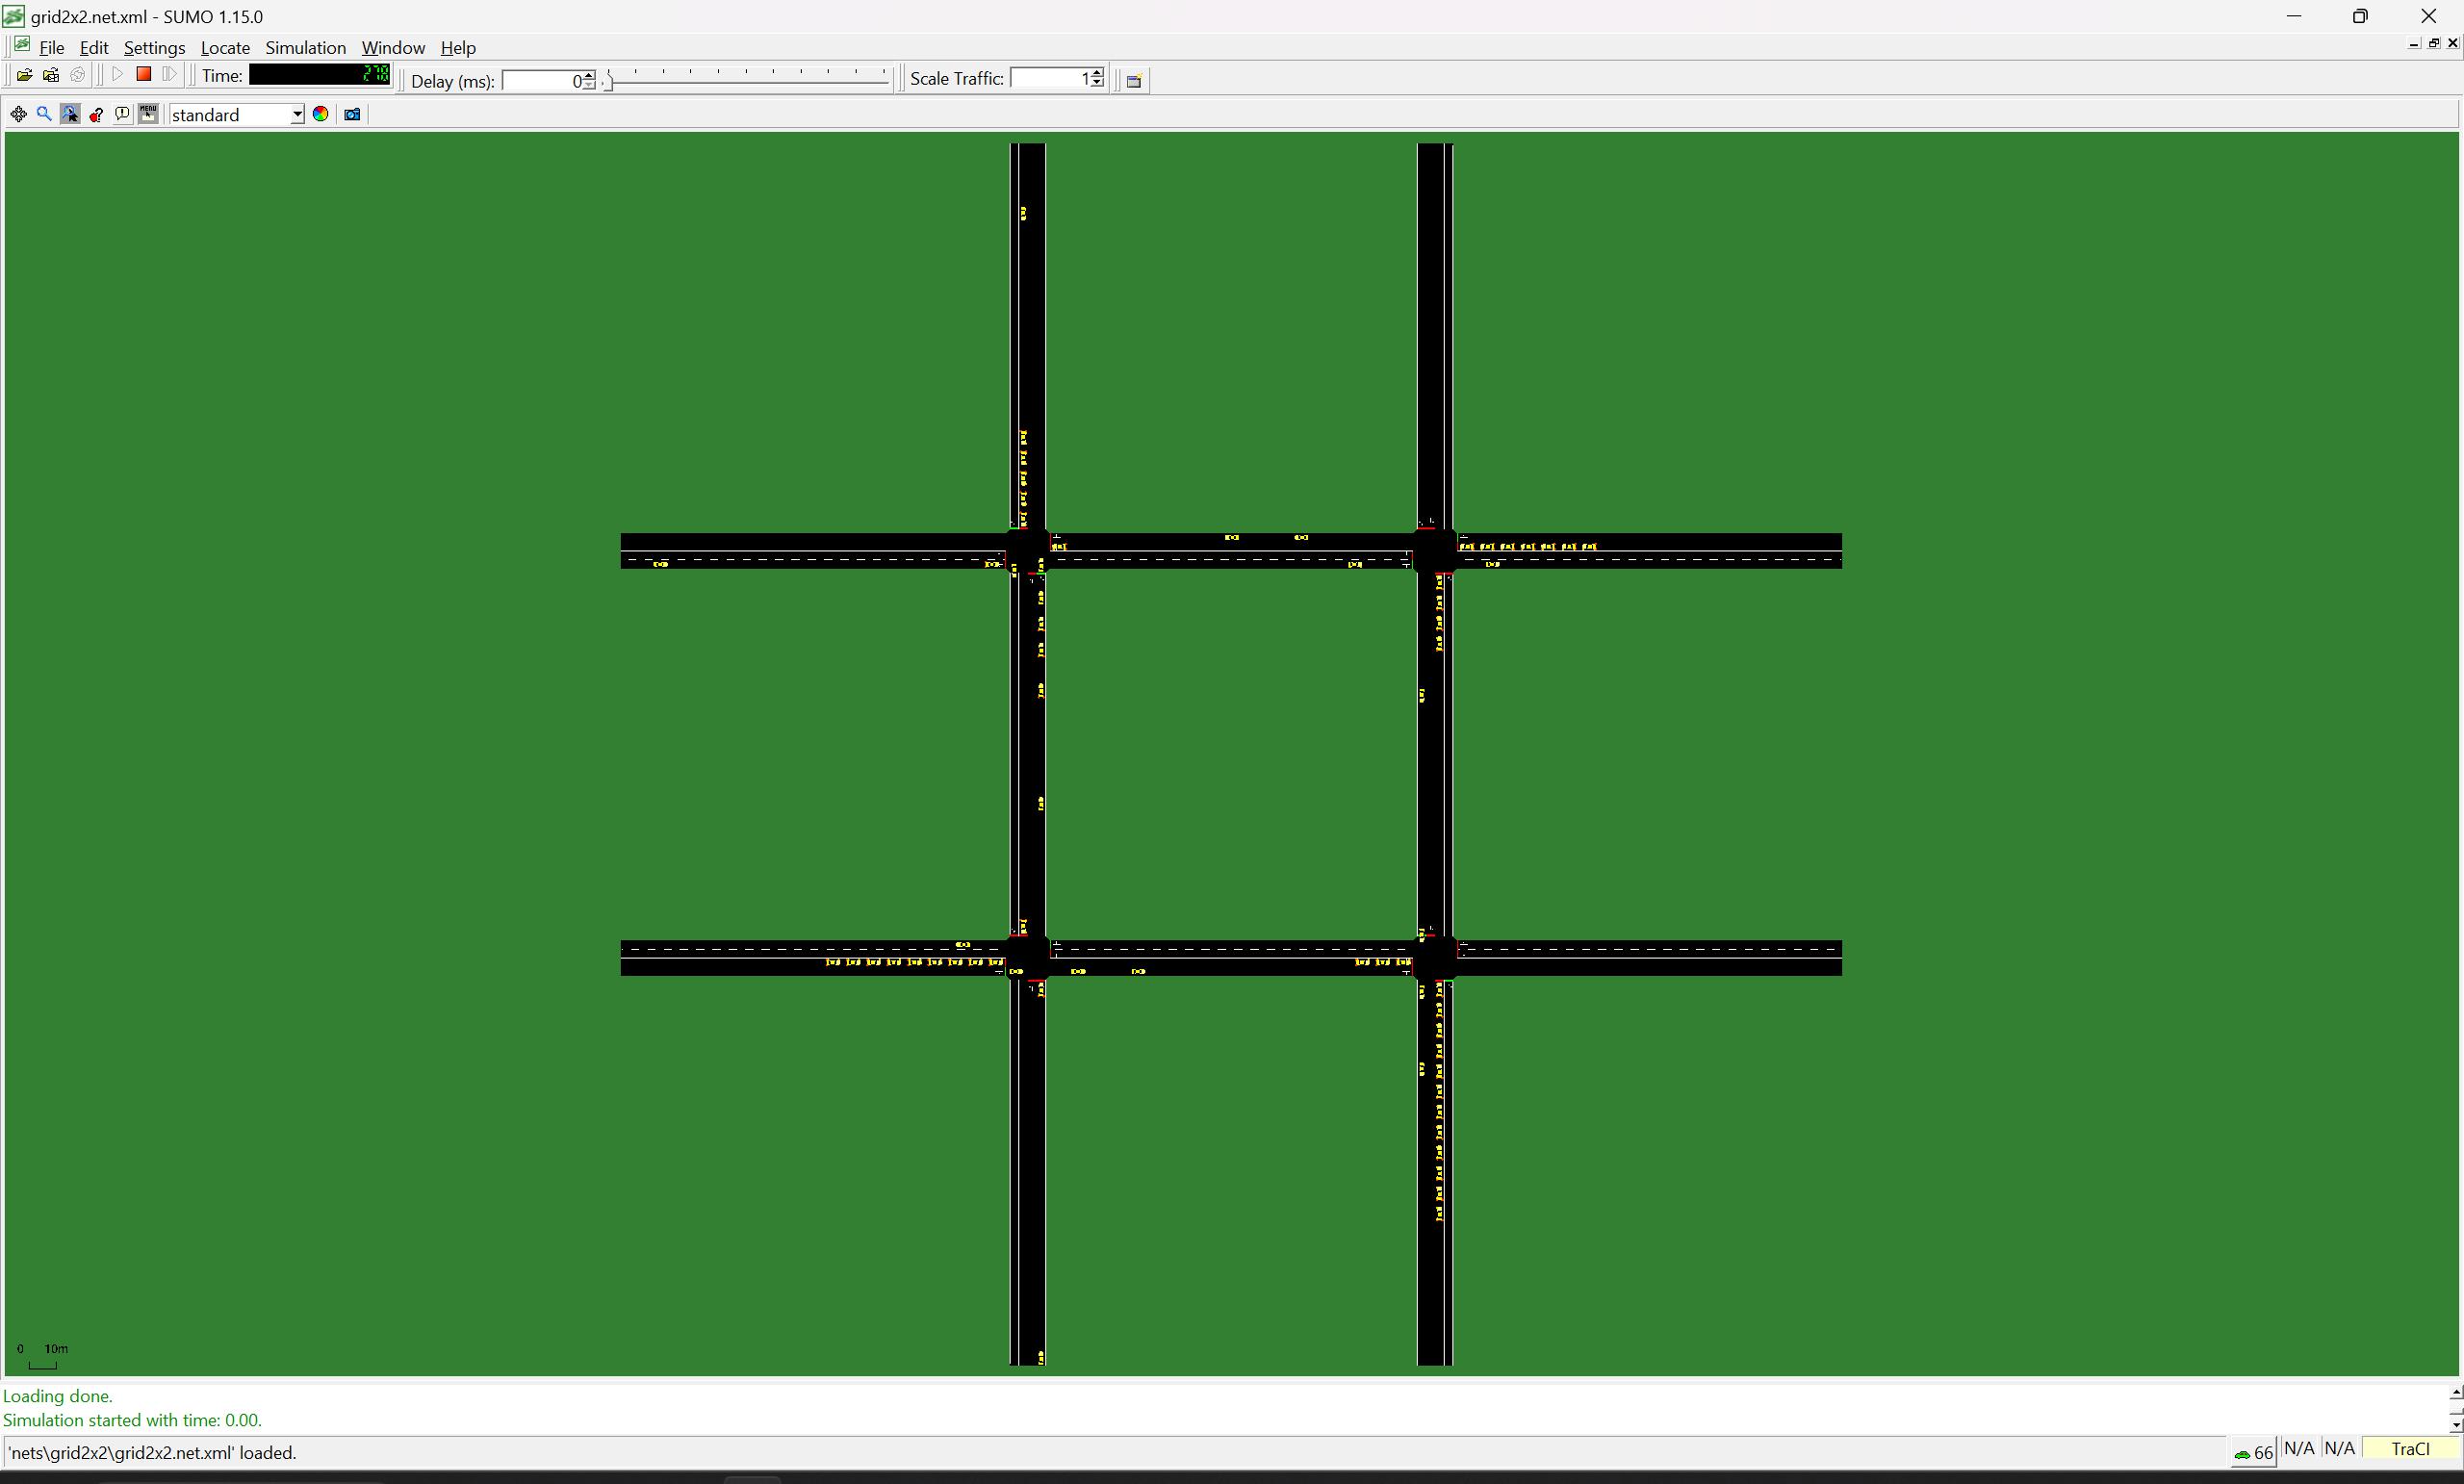 grid2x2.net.xml - SUMO 1.15.0
File Edit Settings Locate Simulation Window Help
Time: 278 Delay (ms): 0 Scale Traffic: 1
MENU standard
0 10m
Loading done.
Simulation started with time: 0.00.
'nets\grid2x2\grid2x2.net.xml' loaded. 66 N/A N/A TraCI